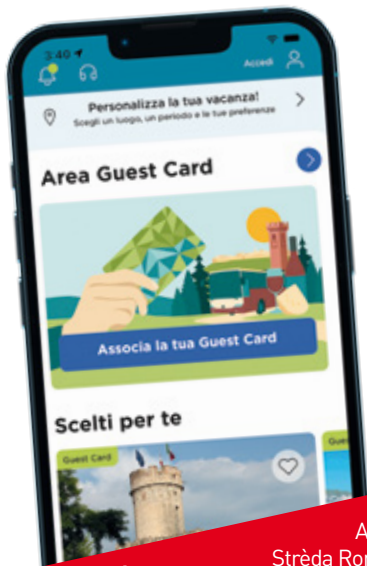 3:40
Accedi
Personalizza la tua vacanza!
Scegli un luogo, un periodo e le tue preferenze
Area Guest Card
Associa la tua Guest Card
Scelti per te
Guest Card
Strèda